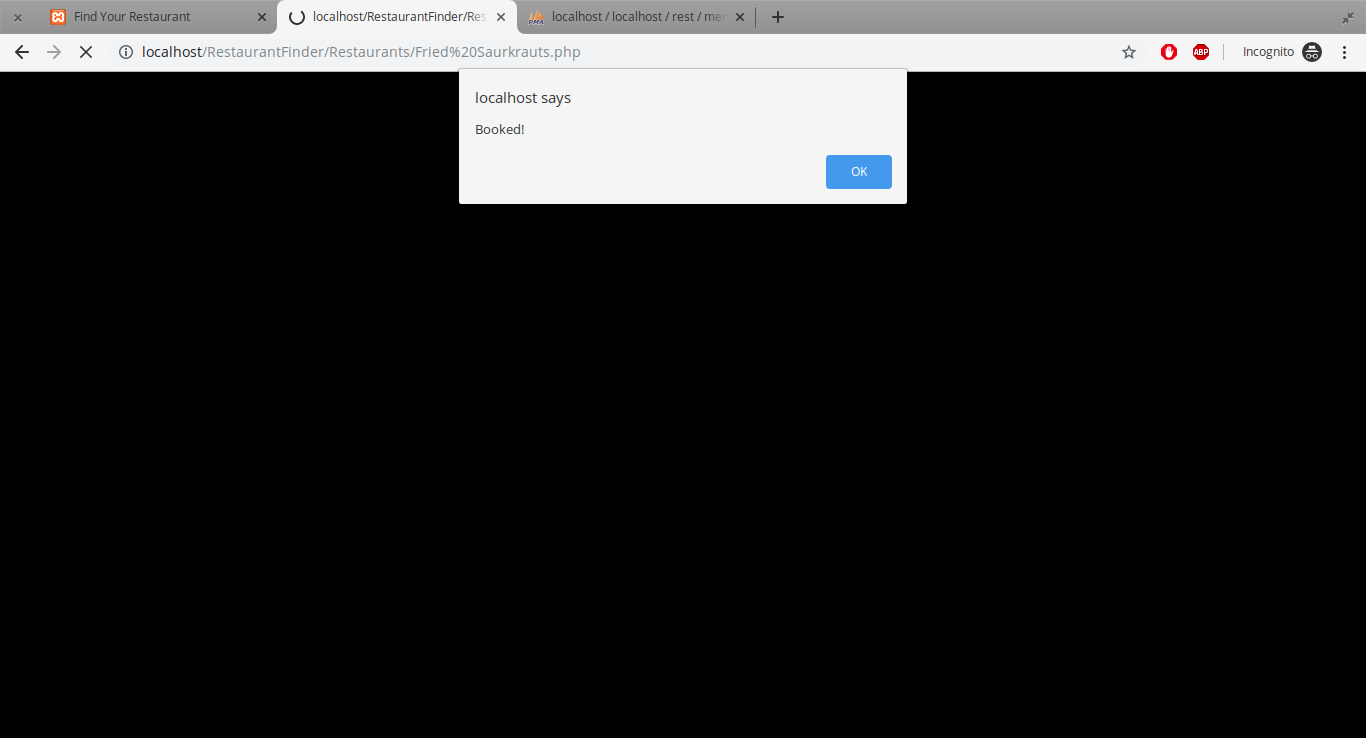 Find Your Restaurant
localhost/RestaurantFinder/Res
localhost / localhost / rest / me
localhost/RestaurantFinder/Restaurants/Fried%20Saurkrauts.php
ABP
Incognito
localhost says
Booked!
OK
PMA